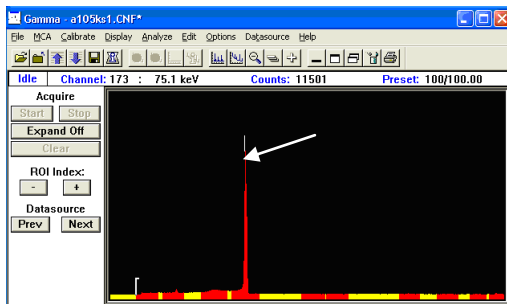 Gamma - a105ks1.CNF*
File MCA Calibrate Display Analyze Edit Options Datasource Help
Idle Channel: 173 : 75.1 keV Counts: 11501 Preset: 100/100.00
Acquire
Start Stop
Expand Off
Clear
ROI Index:
- +
Datasource
Prev Next